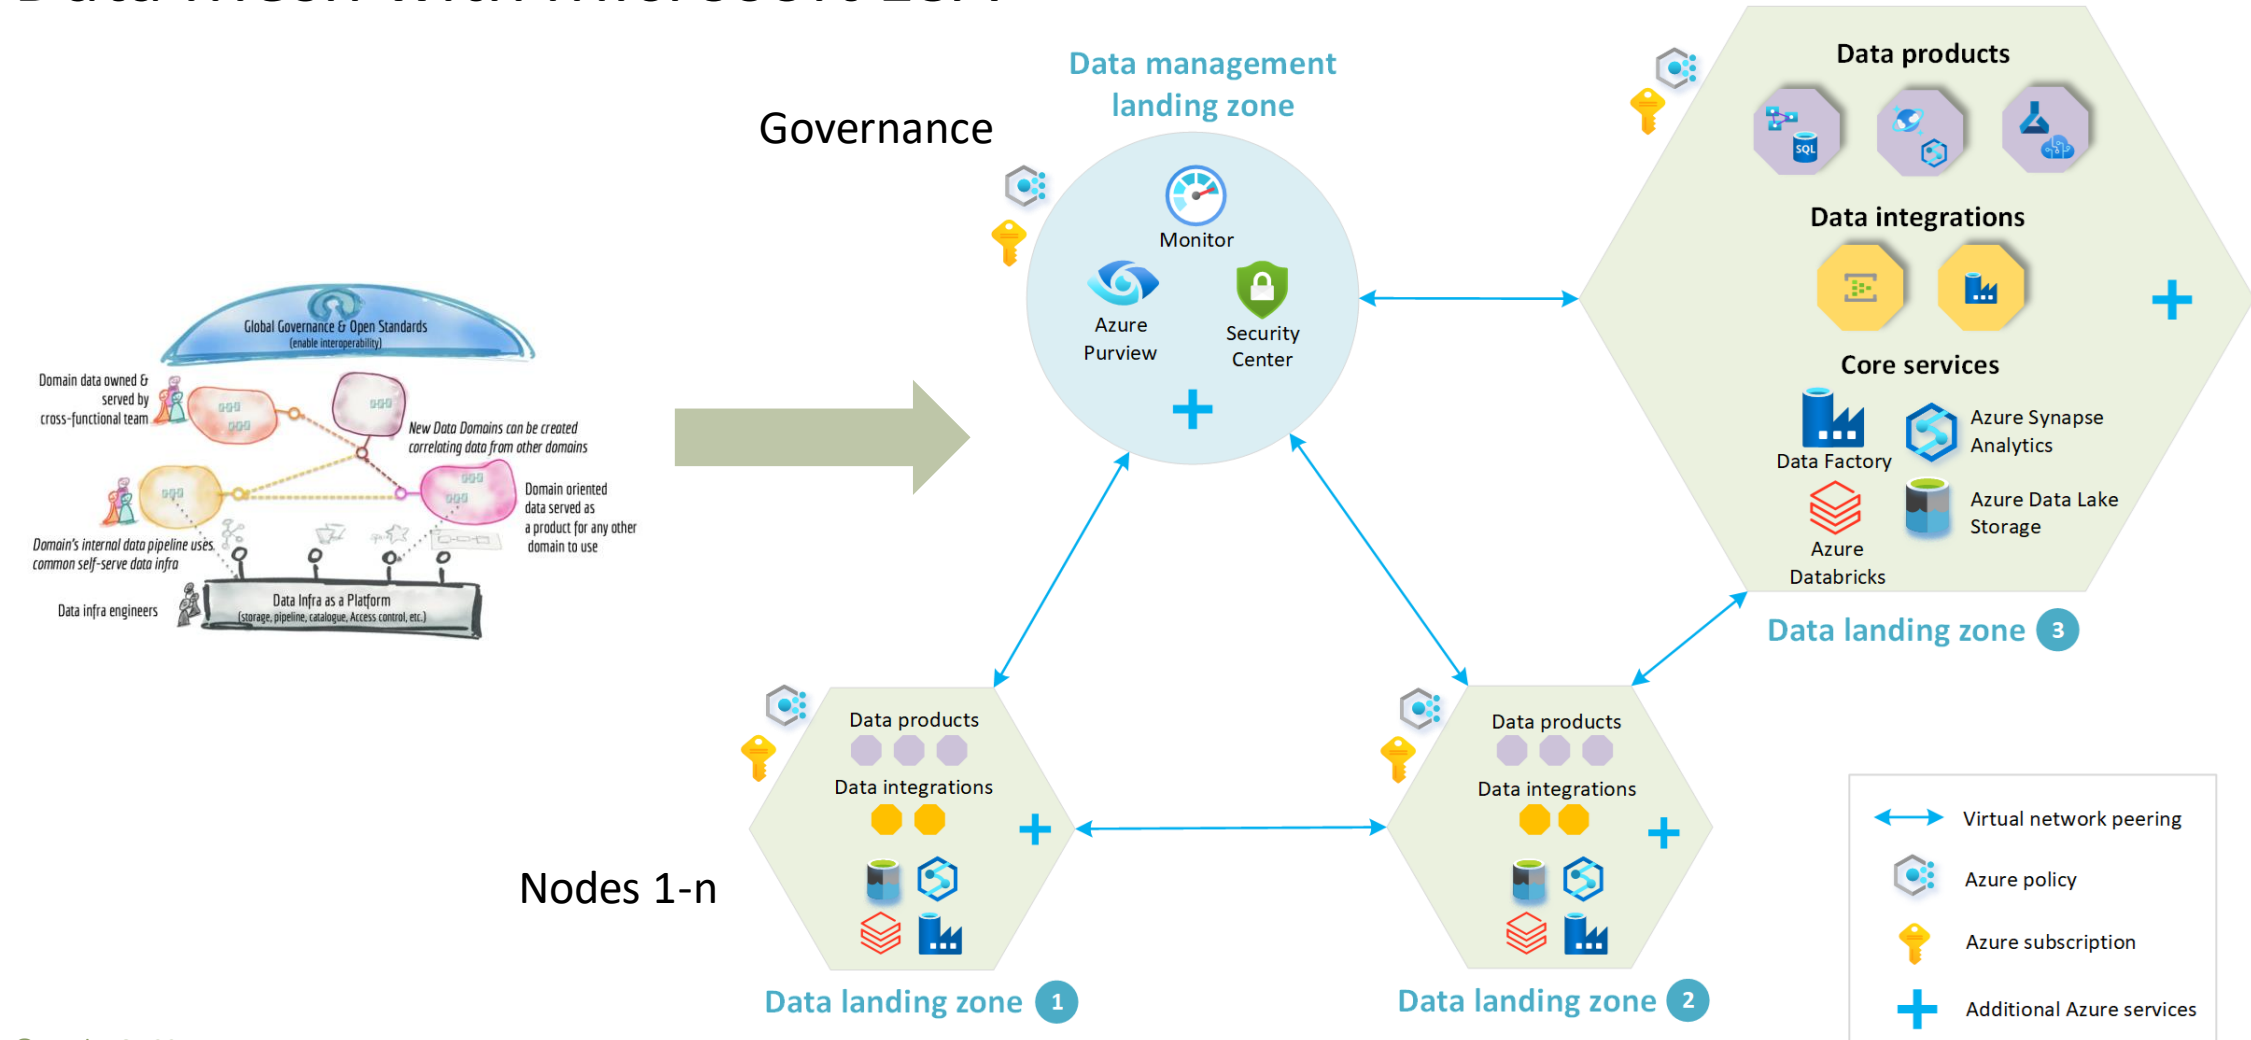 Data Mesh with Microsoft ESA
Governance
Data management
landing zone
Monitor
Azure
Purview
Security
Center
Data products
SQL
Data integrations
Core services
Data Factory
Azure Synapse
Analytics
Azure
Databricks
Azure Data Lake
Storage
Data landing zone 3
Global Governance & Open Standards
(enable interoperability)
Domain data owned &
served by
cross-functional team
New Data Domains can be created
correlating data from other domains
Domain oriented
data served as
a product for any other
domain to use
Domain's internal data pipeline uses
common self-serve data infra
Data infra engineers
Data Infra as a Platform
(storage, pipeline, catalogue, Access control, etc.)
Nodes 1-n
Data products
Data integrations
Data landing zone 1
Data products
Data integrations
Data landing zone 2
Virtual network peering
Azure policy
Azure subscription
Additional Azure services